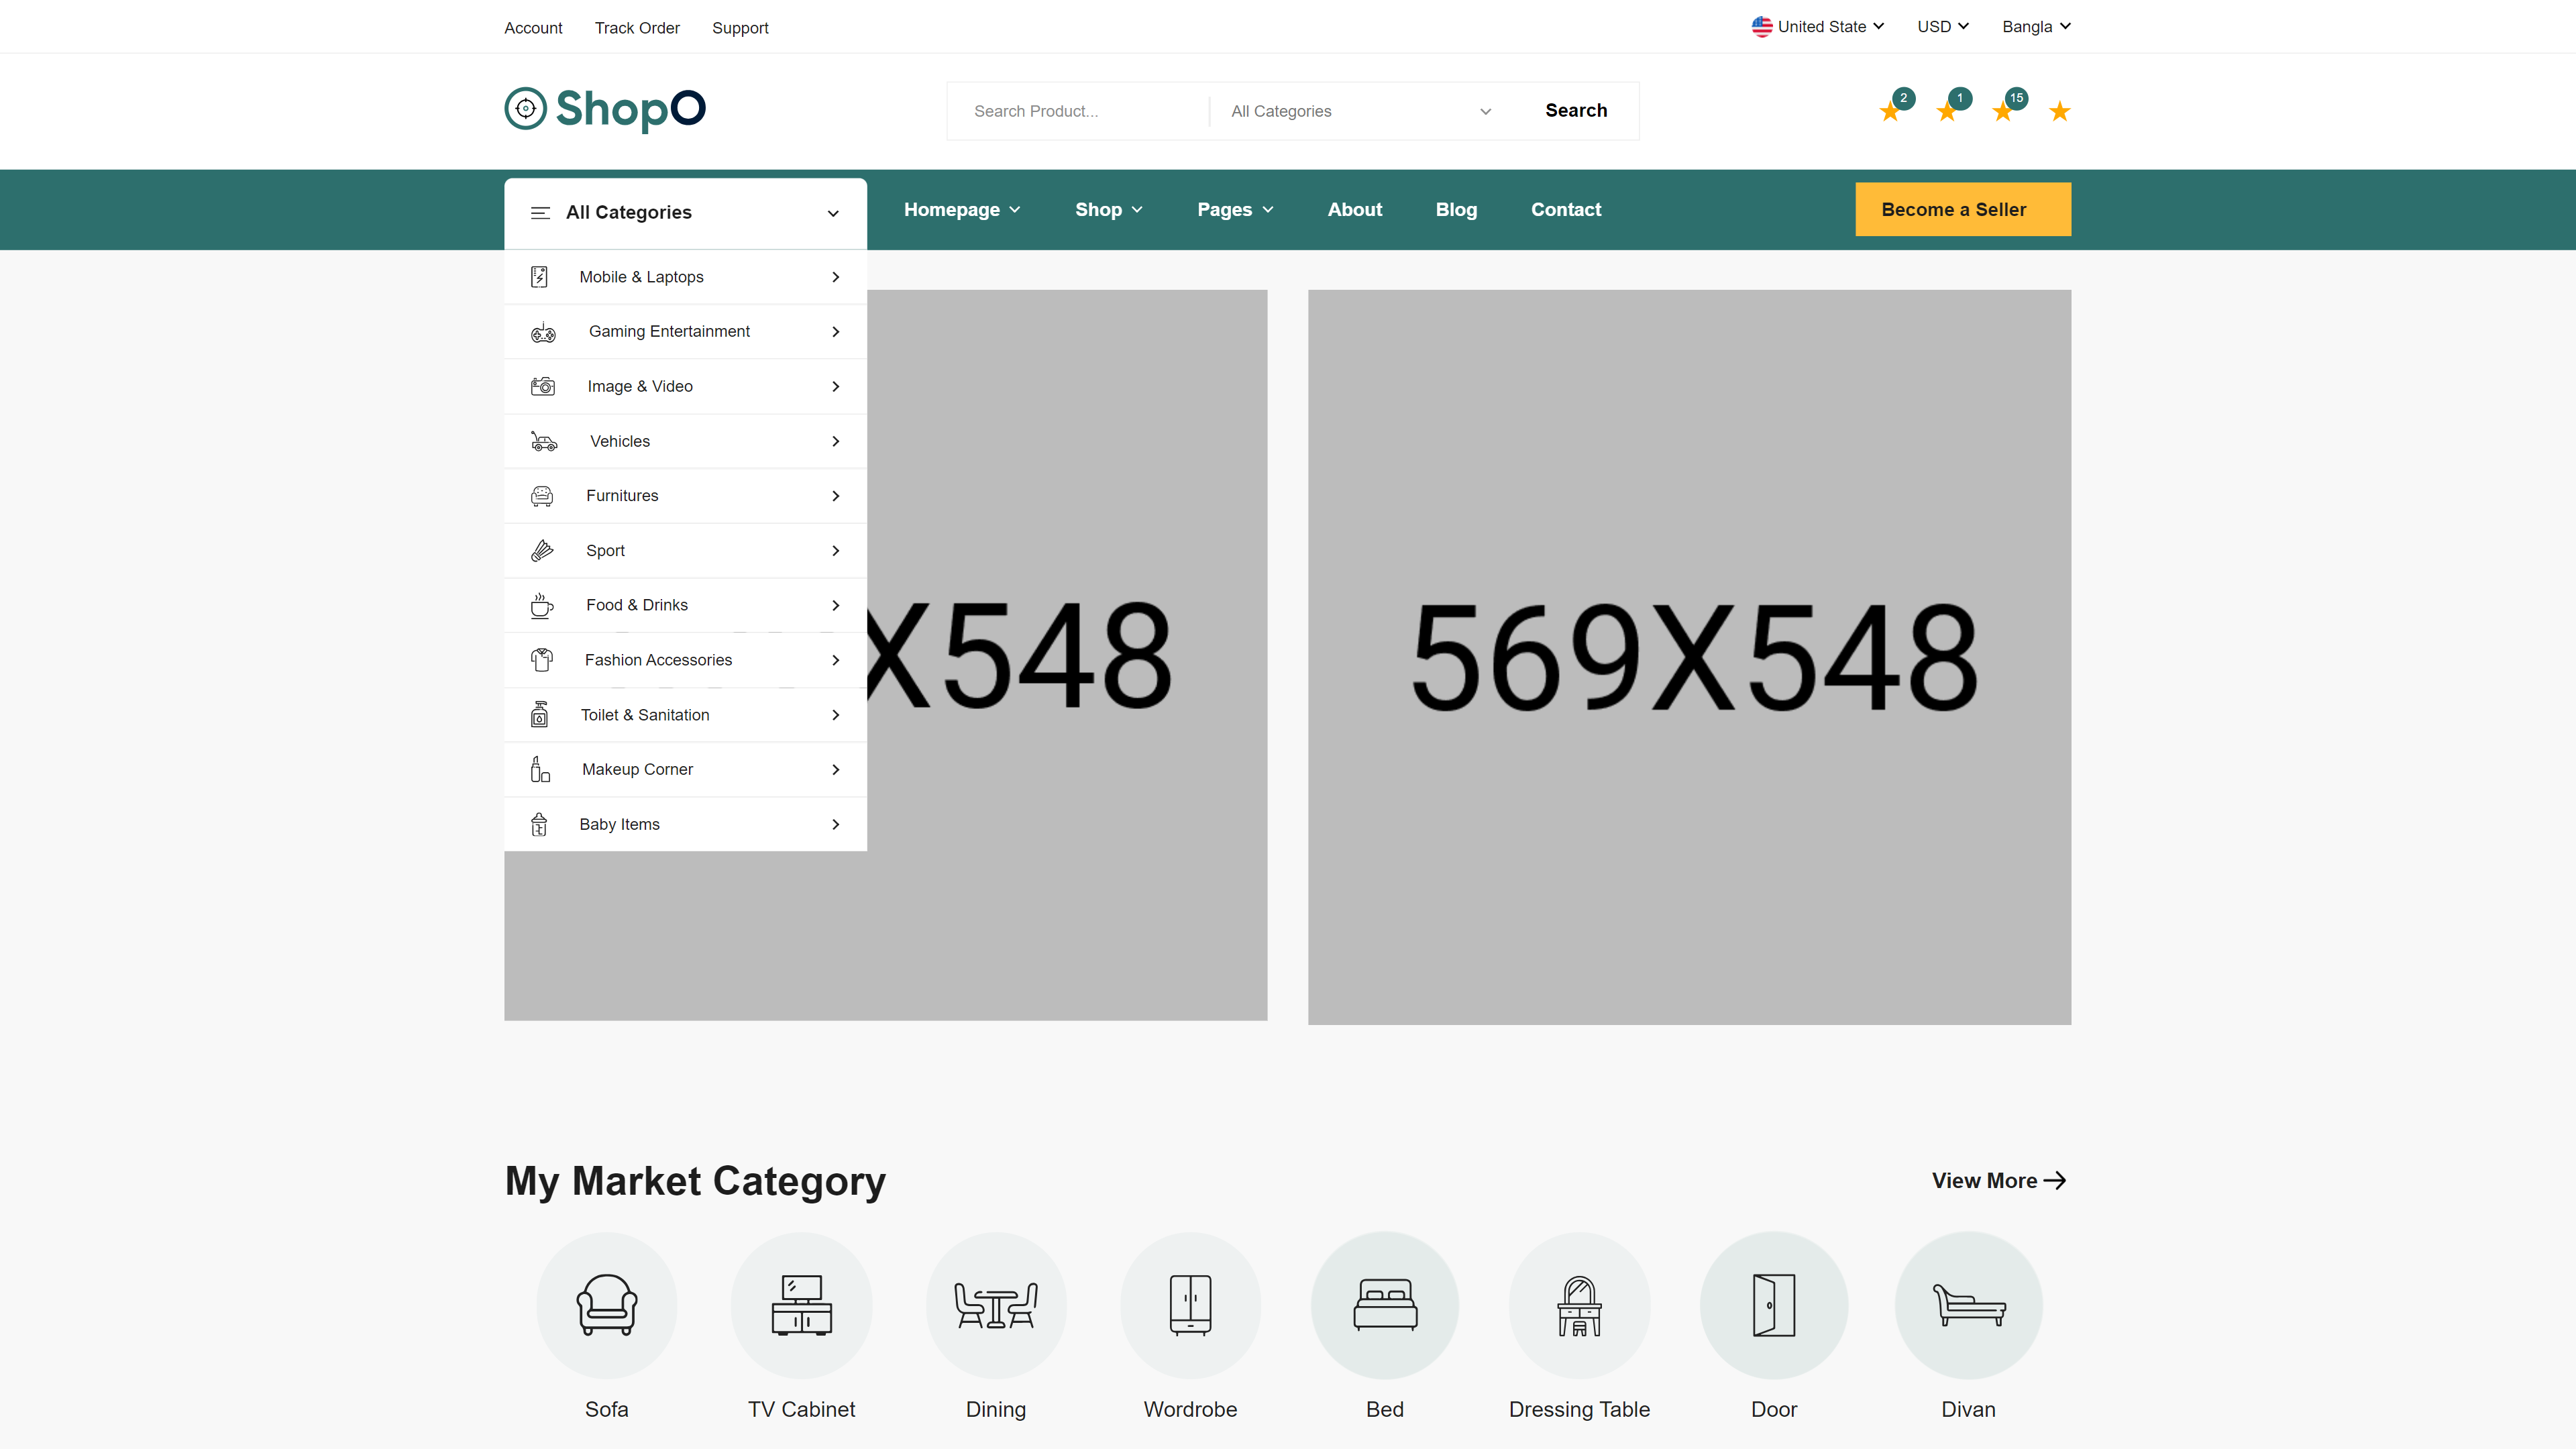 Account Track Order Support United State USD Bangla
ShopO Search Product... All Categories Search 2 1 15
All Categories Homepage Shop Pages About Blog Contact Become a Seller
Mobile & Laptops
Gaming Entertainment
Image & Video
Vehicles
Furnitures
Sport
Food & Drinks
X548 569X548
Fashion Accessories
Toilet & Sanitation
Makeup Corner
Baby Items
My Market Category View More
Sofa TV Cabinet Dining Wordrobe Bed Dressing Table Door Divan